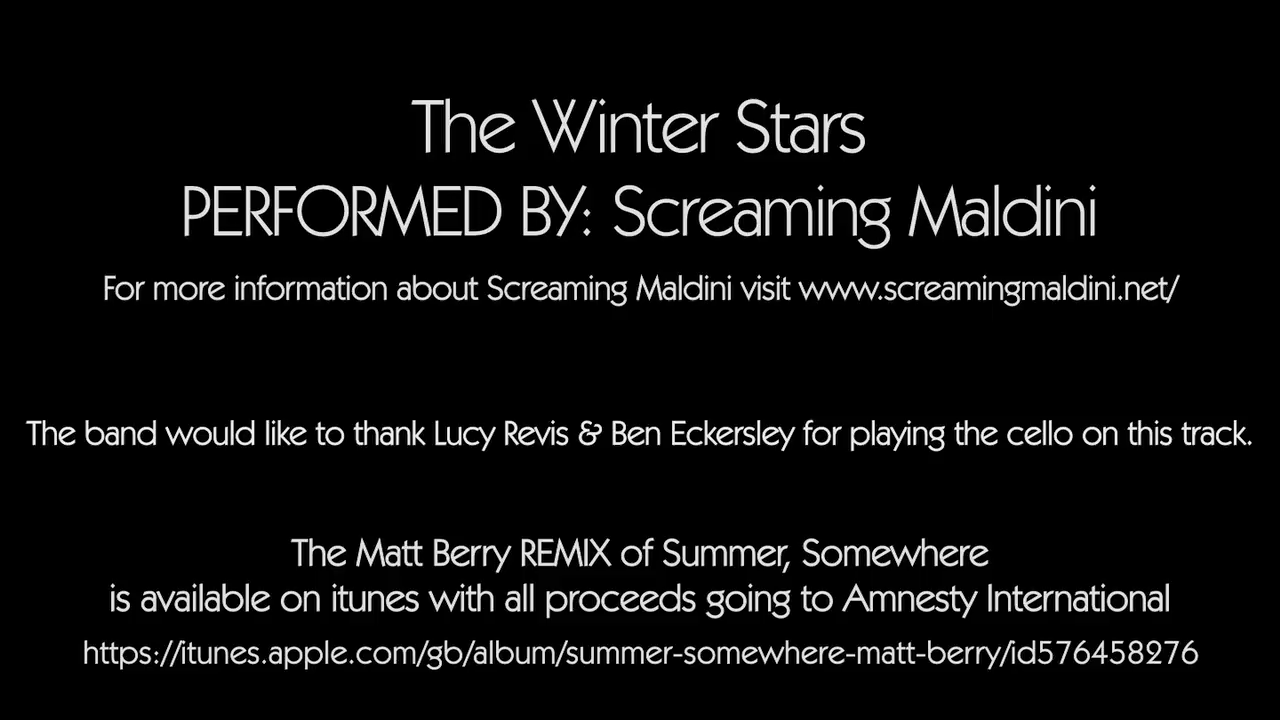 The Winter Stars
PERFORMED BY: Screaming Maldini
For more information about Screaming Maldini visit www.screamingmaldini.net/
The band would like to thank Lucy Revis & Ben Eckersley for playing the cello on this track.
The Matt Berry REMIX of Summer, Somewhere
is available on itunes with all proceeds going to Amnesty International
https://itunes.apple.com/gb/album/summer-somewhere-matt-berry/id576458276